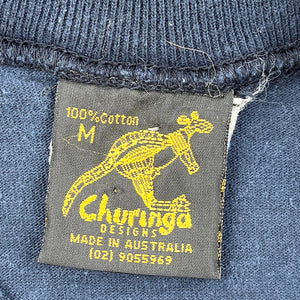 100% Cotton
M
Churinga
DESIGNS
MADE IN AUSTRALIA
(02) 9055969